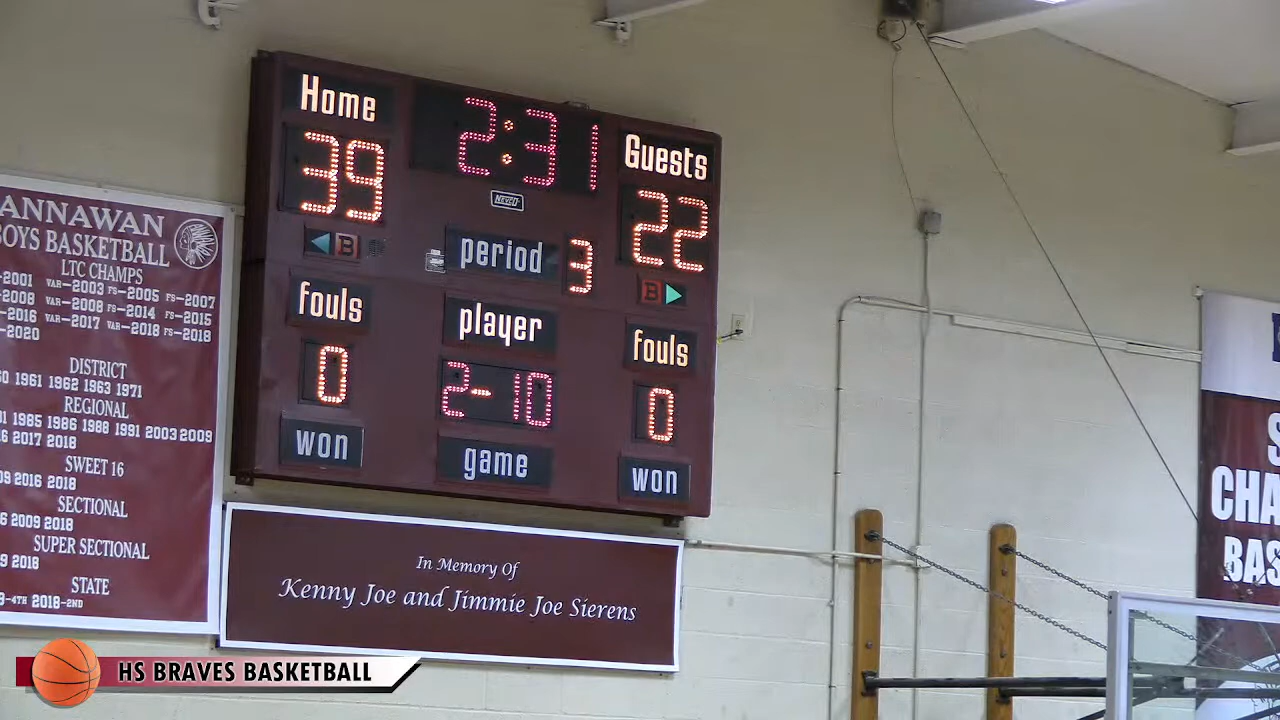 ANNAWAN
BOYS BASKETBALL
LTC CHAMPS
-2001 VAR-2003 FS-2005 FS-2007
-2008 VAR-2008 FS-2014 FS-2015
-2016 VAR-2017 VAR-2018 FS-2018
-2020
DISTRICT
1961 1962 1963 1971
REGIONAL
1985 1986 1988 1991 2003 2009
2017 2018
SWEET 16
2016 2018
SECTIONAL
2009 2018
SUPER SECTIONAL
2018
STATE
-4TH 2018-2ND
Home
2:31
Guests
39
22
NEVCO
B
period
3
B
fouls
player
fouls
0
2-10
0
won
game
won
In Memory Of
Kenny Joe and Jimmie Joe Sierens
S
CHA
BAS
HS BRAVES BASKETBALL